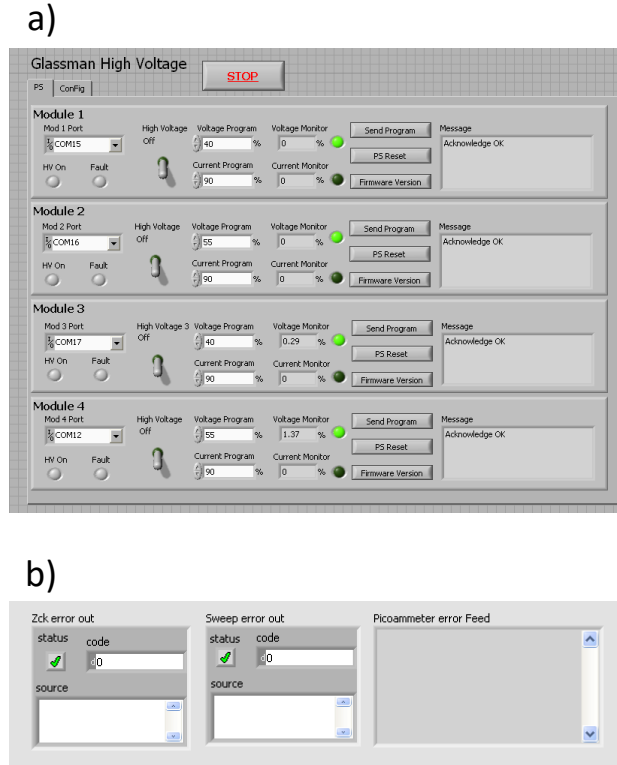 a)
Glassman High Voltage
STOP
PS ConFig
Module 1
Mod 1 Port High Voltage Voltage Program Voltage Monitor Send Program Message
COM15 Off 40 % 0 % Acknowledge OK
PS Reset
HV On Fault Current Program Current Monitor
90 % 0 % Firmware Version
Module 2
Mod 2 Port High Voltage Voltage Program Voltage Monitor Send Program Message
COM16 Off 55 % 0 % Acknowledge OK
PS Reset
HV On Fault Current Program Current Monitor
90 % 0 % Firmware Version
Module 3
Mod 3 Port High Voltage 3 Voltage Program Voltage Monitor Send Program Message
COM17 Off 40 % 0.29 % Acknowledge OK
PS Reset
HV On Fault Current Program Current Monitor
90 % 0 % Firmware Version
Module 4
Mod 4 Port High Voltage Voltage Program Voltage Monitor Send Program Message
COM12 Off 55 % 1.37 % Acknowledge OK
PS Reset
HV On Fault Current Program Current Monitor
90 % 0 % Firmware Version
b)
Zck error out Sweep error out Picoammeter error Feed
status code status code
d0 d0
source source